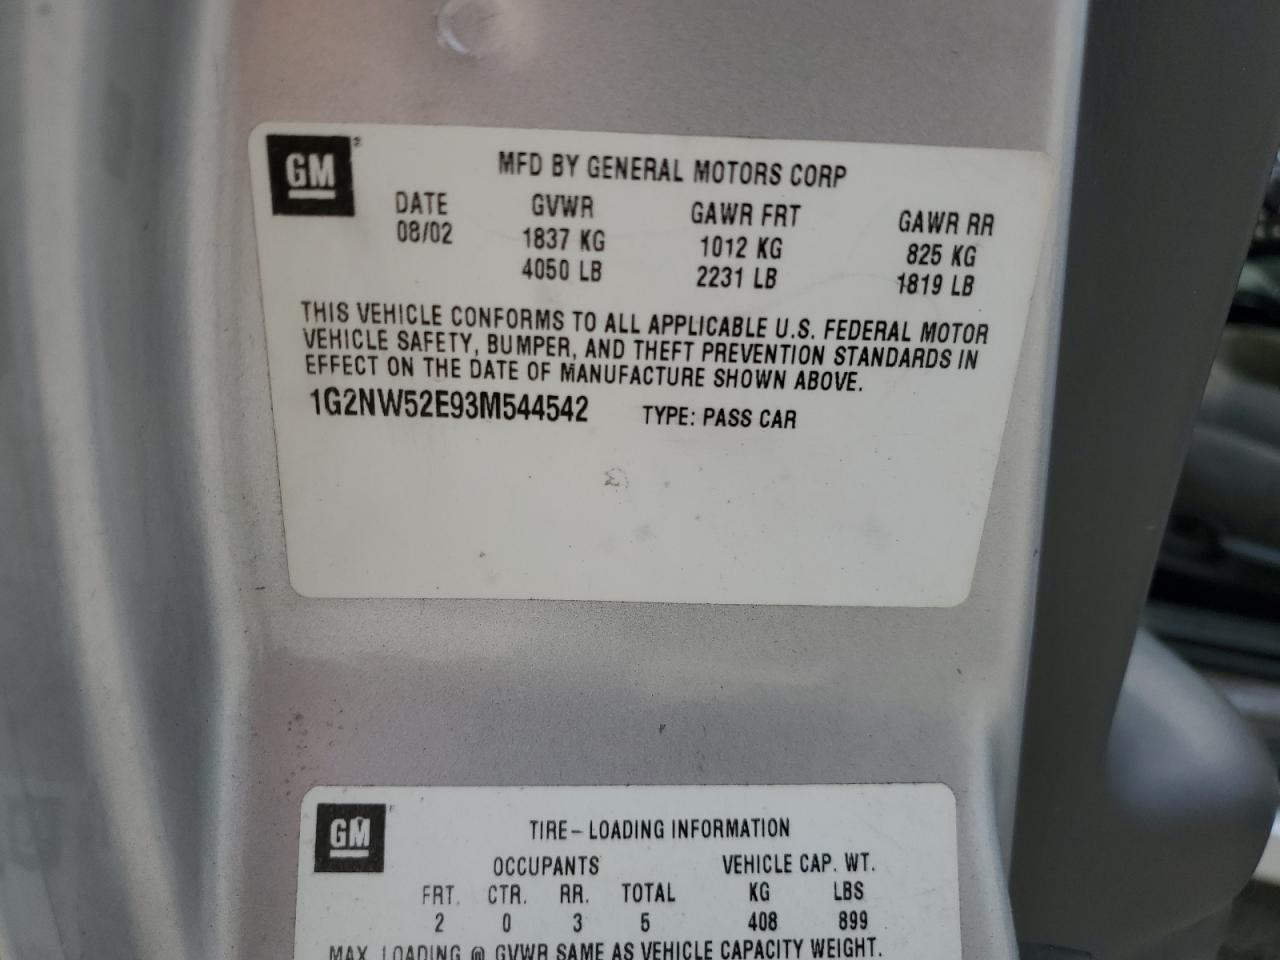 GM
MFD BY GENERAL MOTORS CORP
DATE GVWR GAWR FRT GAWR RR
08/02 1837 KG 1012 KG 825 KG
4050 LB 2231 LB 1819 LB
THIS VEHICLE CONFORMS TO ALL APPLICABLE U.S. FEDERAL MOTOR
VEHICLE SAFETY, BUMPER, AND THEFT PREVENTION STANDARDS IN
EFFECT ON THE DATE OF MANUFACTURE SHOWN ABOVE.
1G2NW52E93M544542 TYPE: PASS CAR
GM
TIRE-LOADING INFORMATION
OCCUPANTS VEHICLE CAP. WT.
FRT. CTR. RR. TOTAL KG LBS
2 0 3 5 408 899
MAX. LOADING @ GVWR SAME AS VEHICLE CAPACITY WEIGHT.